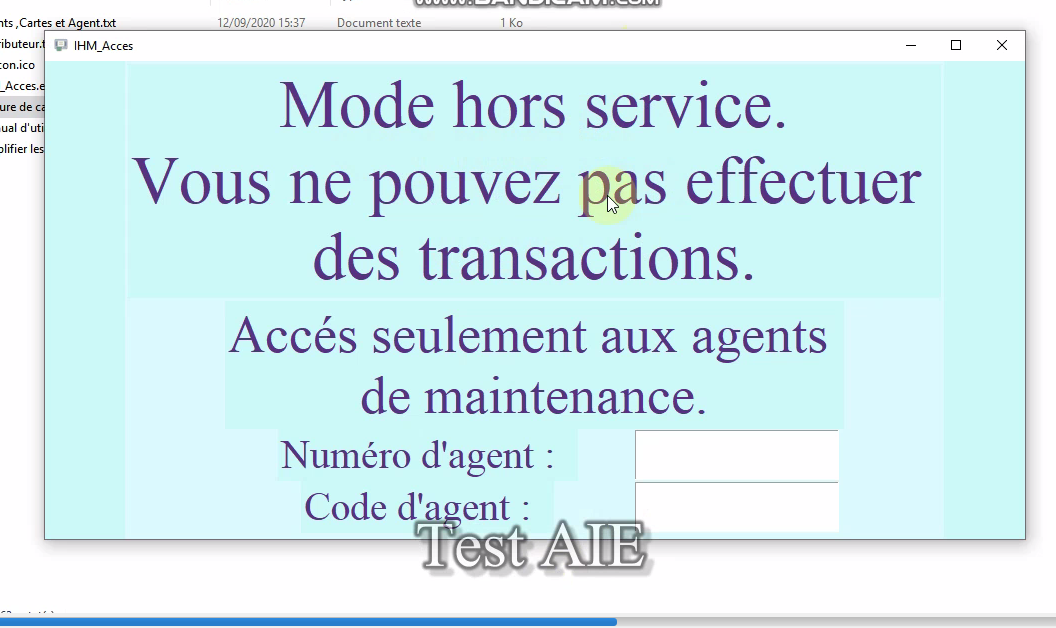 www.BANDICAM.com
nts ,Cartes et Agent.txt 12/09/2020 15:37 Document texte 1 Ko
IHM_Acces
con.ico
_Acces.e
ure de ca
ual d'uti
olifier les
Mode hors service.
Vous ne pouvez pas effectuer
des transactions.
Accés seulement aux agents
de maintenance.
Numéro d'agent :
Code d'agent :
Test AIE